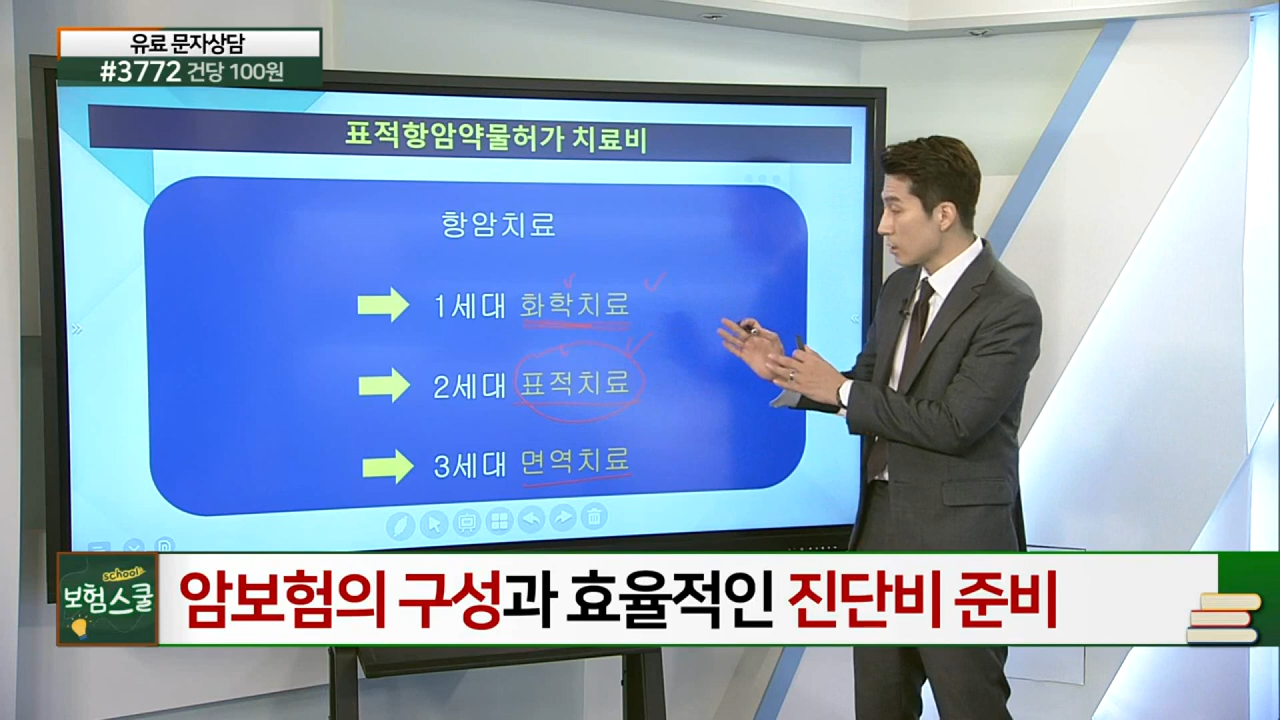 유료 문자상담
#3772 건당 100원
표적항암약물허가 치료비
항암치료
1세대 화학치료
2세대 표적치료
3세대 면역치료
school
보험스쿨
암보험의 구성과 효율적인 진단비 준비